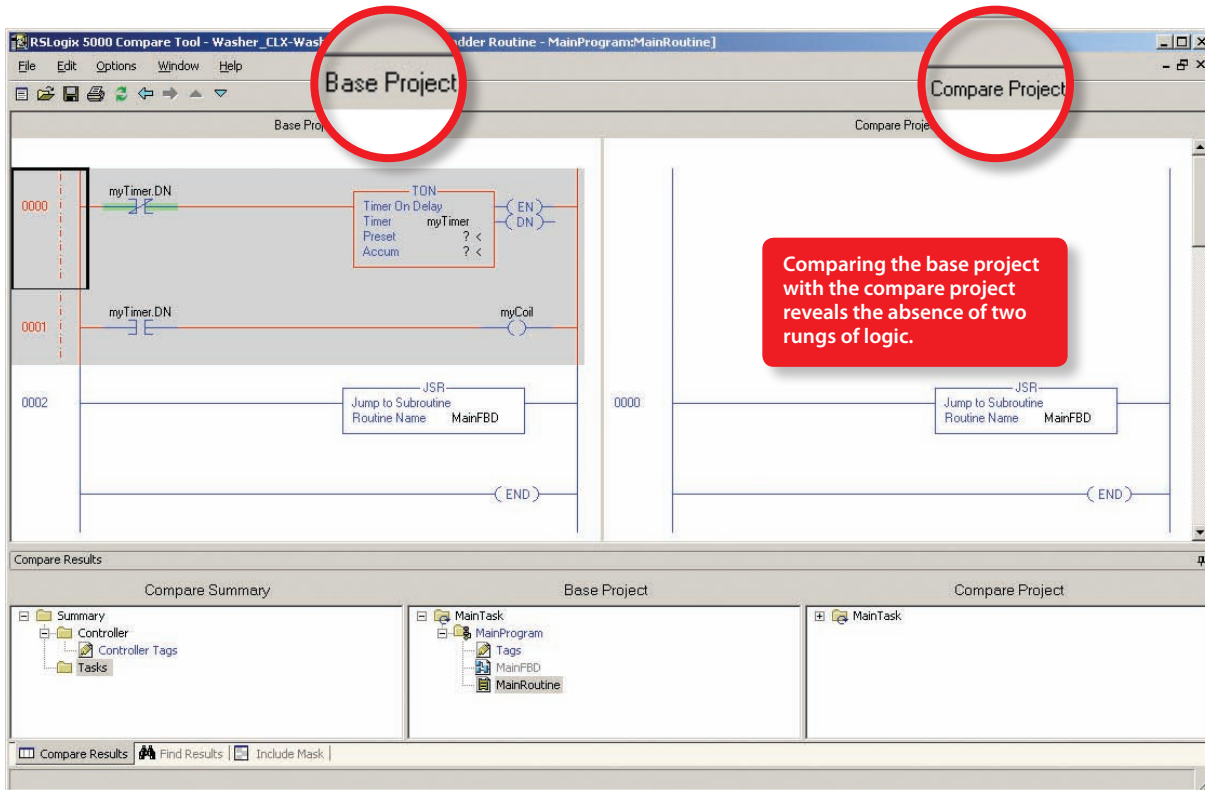 RSLogix 5000 Compare Tool - Washer_CLX-Wash
dder Routine - MainProgram:MainRoutine]
File Edit Options Window Help
Base Project
Compare Project
Base Proj
Compare Proje
0000
myTimer.DN
TON
Timer On Delay
Timer myTimer
Preset ? <
Accum ? <
EN
DN
0001
myTimer.DN
myCoil
Comparing the base project
with the compare project
reveals the absence of two
rungs of logic.
0002
JSR
Jump to Subroutine
Routine Name MainFBD
0000
JSR
Jump to Subroutine
Routine Name MainFBD
END
END
Compare Results
Compare Summary
Base Project
Compare Project
Summary
Controller
Controller Tags
Tasks
MainTask
MainProgram
Tags
MainFBD
MainRoutine
MainTask
Compare Results Find Results Include Mask